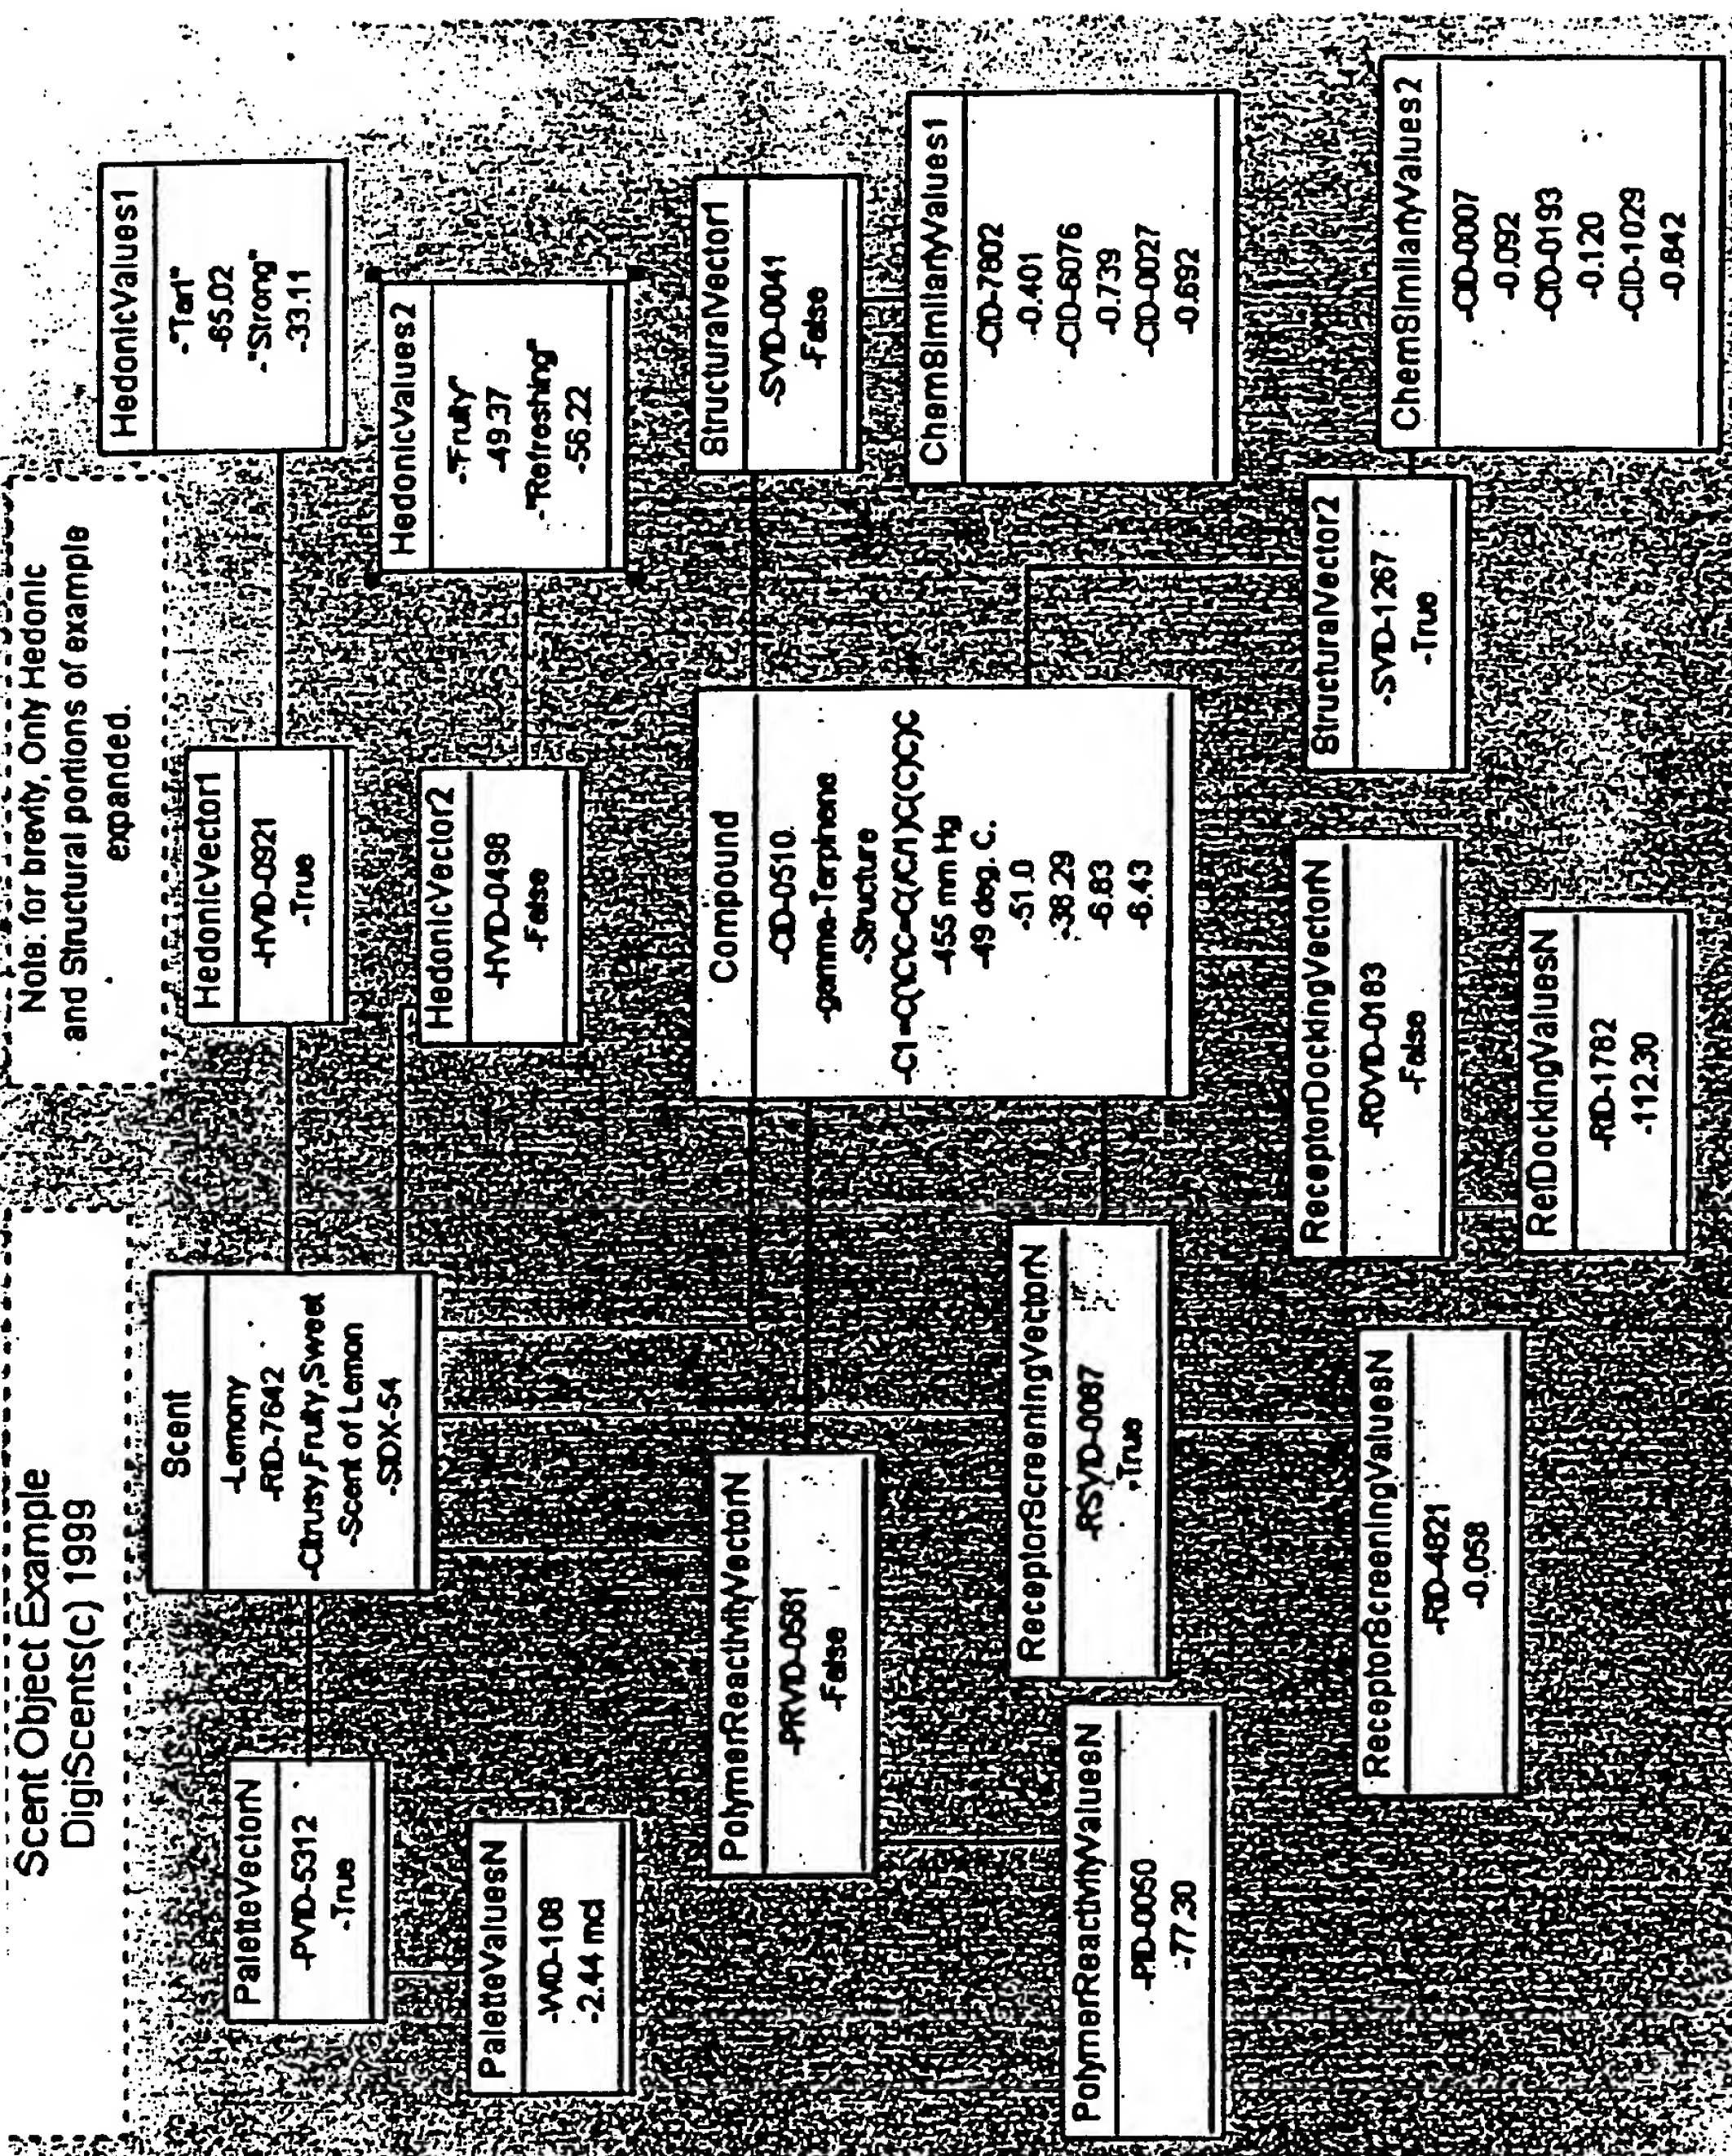 Scent Object Example
DigiScents(c) 1999
Note. for brevity, Only Hedonic
and Structural portions of example
expanded.
PaletteVectorN
-PVID-5312
-True
PaletteValuesN
-WID-108
-2.44 mcl
Scent
-Lemony
-RID-7642
-Citrusy,Fruity,Sweet
-Scent of Lemon
-SIDX-54
HedonicVector1
-HVID-0921
-True
HedonicValues1
-"Tart"
-65.02
-"Strong"
-33.11
HedonicVector2
-HVID-0498
-False
HedonicValues2
-"Fruity"
-49.37
-"Refreshing"
-56.22
Compound
-CID-0510
-gamma-Terpinene
-Structure
-455 mm Hg
-49 deg. C.
-51.0
-38.29
-6.83
-6.43
StructuralVector1
-SVID-0041
-False
ChemSimilarityValues1
-CID-7802
-0.401
-CID-6076
-0.739
-CID-0027
-0.692
PolymerReactivityVectorN
-PRVID-0561
-False
PolymerReactivityValuesN
-PID-0050
-77.30
ReceptorScreeningVectorN
-RSVID-0087
-True
ReceptorScreeningValuesN
-RID-4821
-0.058
ReceptorDockingVectorN
-RDVID-0183
-False
RelDockingValuesN
-RID-1782
-112.30
StructuralVector2
-SVID-1267
-True
ChemSimilarityValues2
-CID-0007
-0.092
-CID-0193
-0.120
-CID-1029
-0.842